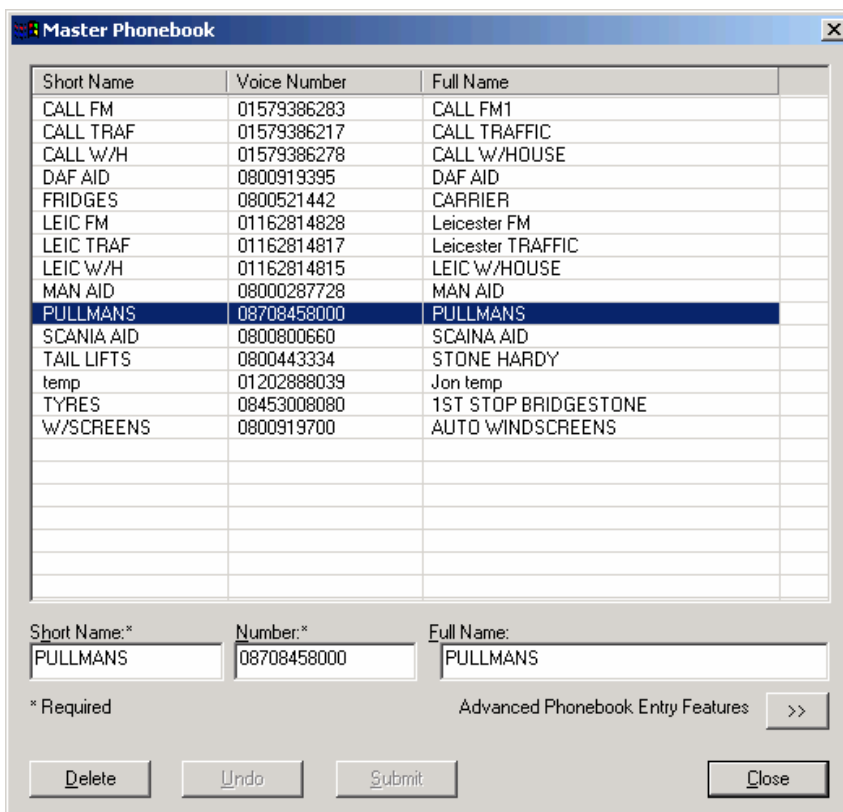 Master Phonebook
Short Name Voice Number Full Name
CALL FM 01579386283 CALL FM1
CALL TRAF 01579386217 CALL TRAFFIC
CALL W/H 01579386278 CALL W/HOUSE
DAF AID 0800919395 DAF AID
FRIDGES 0800521442 CARRIER
LEIC FM 01162814828 Leicester FM
LEIC TRAF 01162814817 Leicester TRAFFIC
LEIC W/H 01162814815 LEIC W/HOUSE
MAN AID 08000287728 MAN AID
PULLMANS 08708458000 PULLMANS
SCANIA AID 0800800660 SCAINA AID
TAIL LIFTS 0800443334 STONE HARDY
temp 01202888039 Jon temp
TYRES 08453008080 1ST STOP BRIDGESTONE
W/SCREENS 0800919700 AUTO WINDSCREENS
Short Name:* Number:* Full Name:
PULLMANS 08708458000 PULLMANS
* Required Advanced Phonebook Entry Features >>
Delete Undo Submit Close